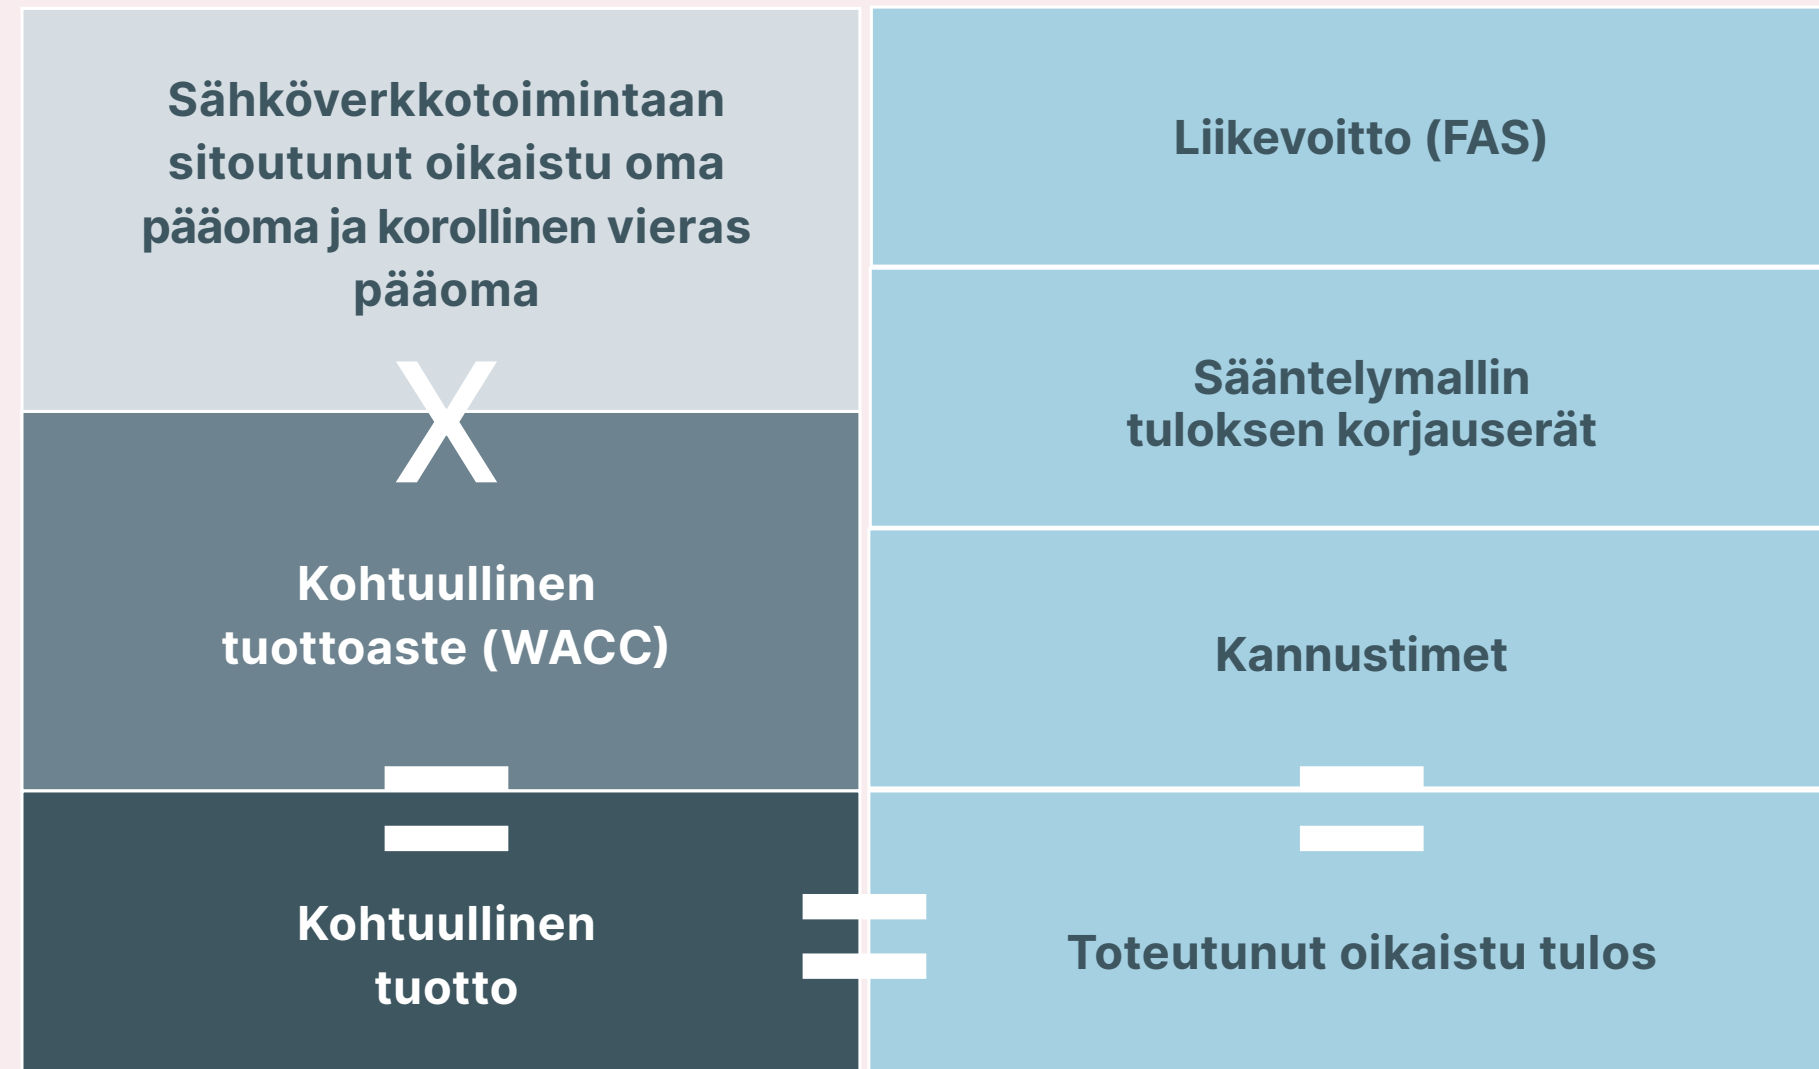 Sähköverkkotoimintaan
sitoutunut oikaistu oma
pääoma ja korollinen vieras
pääoma
X
Kohtuullinen
tuottoaste (WACC)
=
Kohtuullinen
tuotto
=
Liikevoitto (FAS)
Sääntelymallin
tuloksen korjauserät
Kannustimet
=
Toteutunut oikaistu tulos